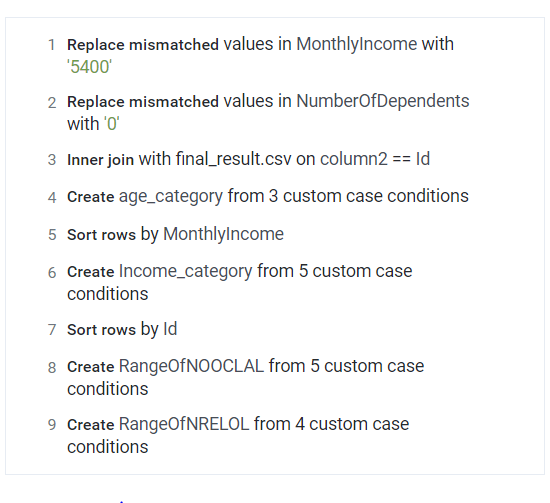 1 Replace mismatched values in MonthlyIncome with
'5400'
2 Replace mismatched values in NumberOfDependents
with '0'
3 Inner join with final_result.csv on column2 == Id
4 Create age_category from 3 custom case conditions
5 Sort rows by MonthlyIncome
6 Create Income_category from 5 custom case
conditions
7 Sort rows by Id
8 Create RangeOfNOOCLAL from 5 custom case
conditions
9 Create RangeOfNRELOL from 4 custom case
conditions